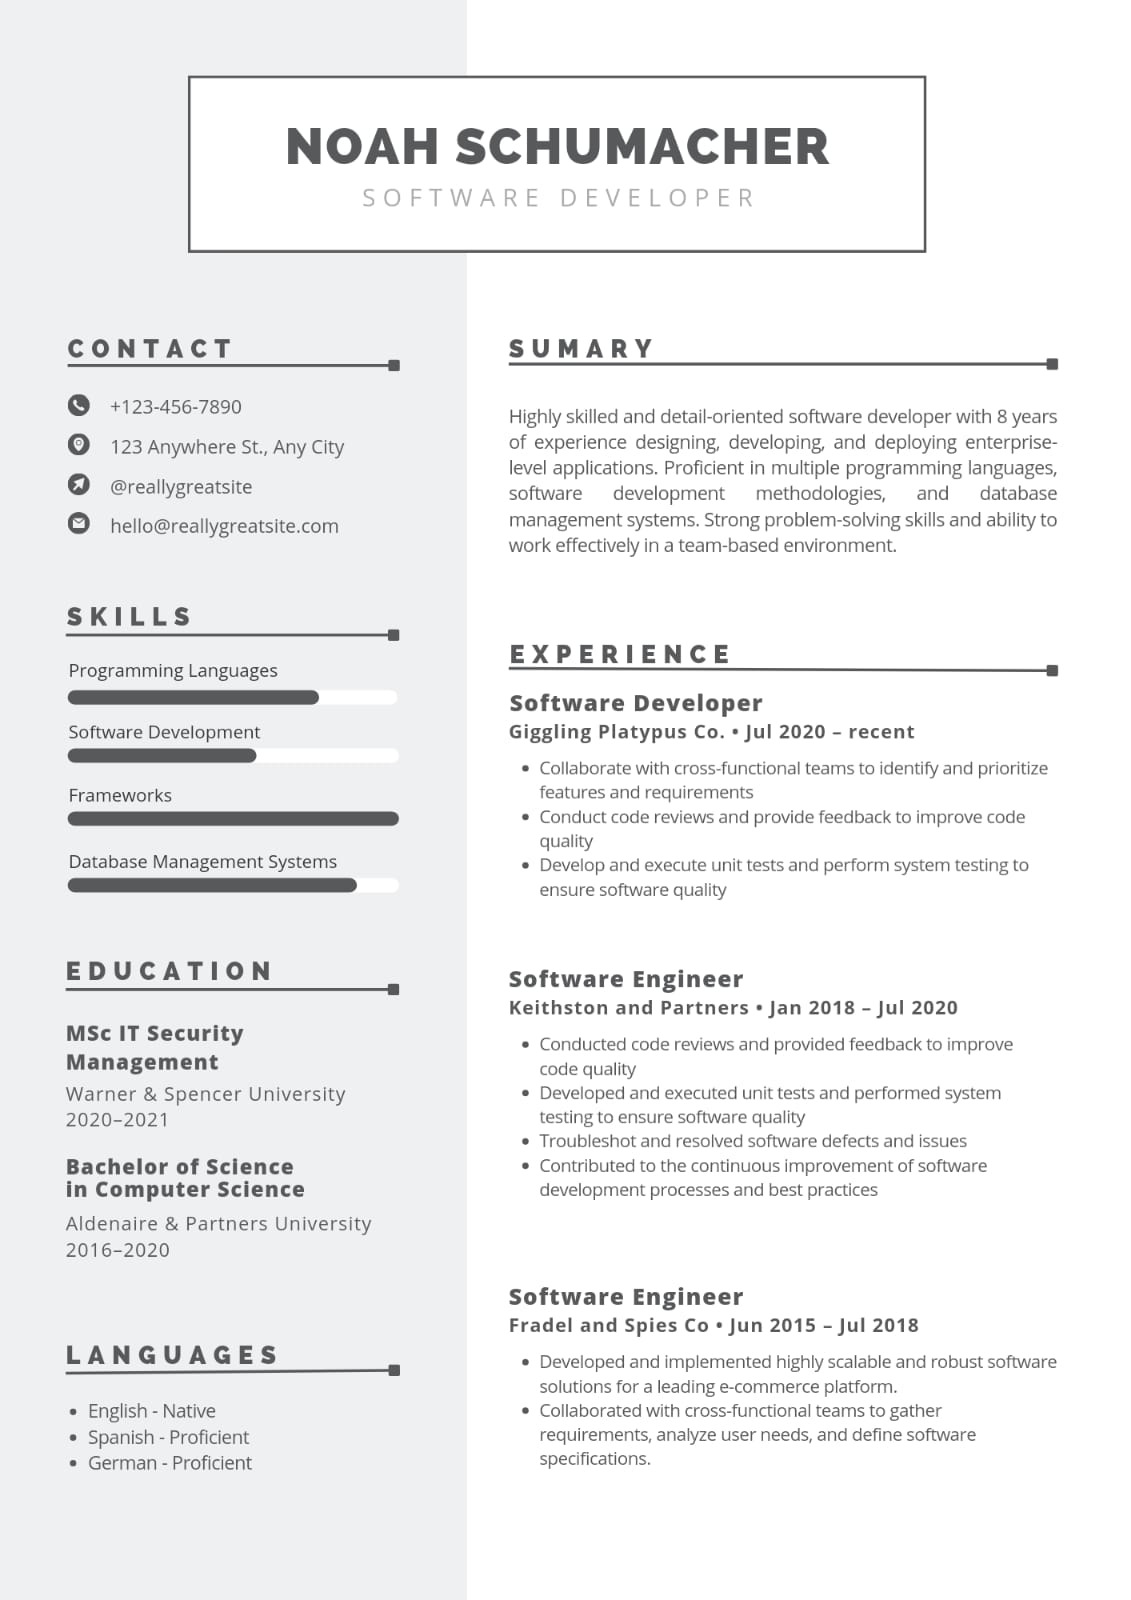 NOAH SCHUMACHER
SOFTWARE DEVELOPER
CONTACT
+123-456-7890
123 Anywhere St., Any City
@reallygreatsite
hello@reallygreatsite.com
SKILLS
Programming Languages
Software Development
Frameworks
Database Management Systems
EDUCATION
MSc IT Security
Management
Warner & Spencer University
2020–2021
Bachelor of Science
in Computer Science
Aldenaire & Partners University
2016–2020
LANGUAGES
• English - Native
• Spanish - Proficient
• German - Proficient
SUMARY
Highly skilled and detail-oriented software developer with 8 years
of experience designing, developing, and deploying enterprise-
level applications. Proficient in multiple programming languages,
software development methodologies, and database
management systems. Strong problem-solving skills and ability to
work effectively in a team-based environment.
EXPERIENCE
Software Developer
Giggling Platypus Co. • Jul 2020 – recent
• Collaborate with cross-functional teams to identify and prioritize
features and requirements
• Conduct code reviews and provide feedback to improve code
quality
• Develop and execute unit tests and perform system testing to
ensure software quality
Software Engineer
Keithston and Partners • Jan 2018 – Jul 2020
• Conducted code reviews and provided feedback to improve
code quality
• Developed and executed unit tests and performed system
testing to ensure software quality
• Troubleshot and resolved software defects and issues
• Contributed to the continuous improvement of software
development processes and best practices
Software Engineer
Fradel and Spies Co • Jun 2015 – Jul 2018
• Developed and implemented highly scalable and robust software
solutions for a leading e-commerce platform.
• Collaborated with cross-functional teams to gather
requirements, analyze user needs, and define software
specifications.